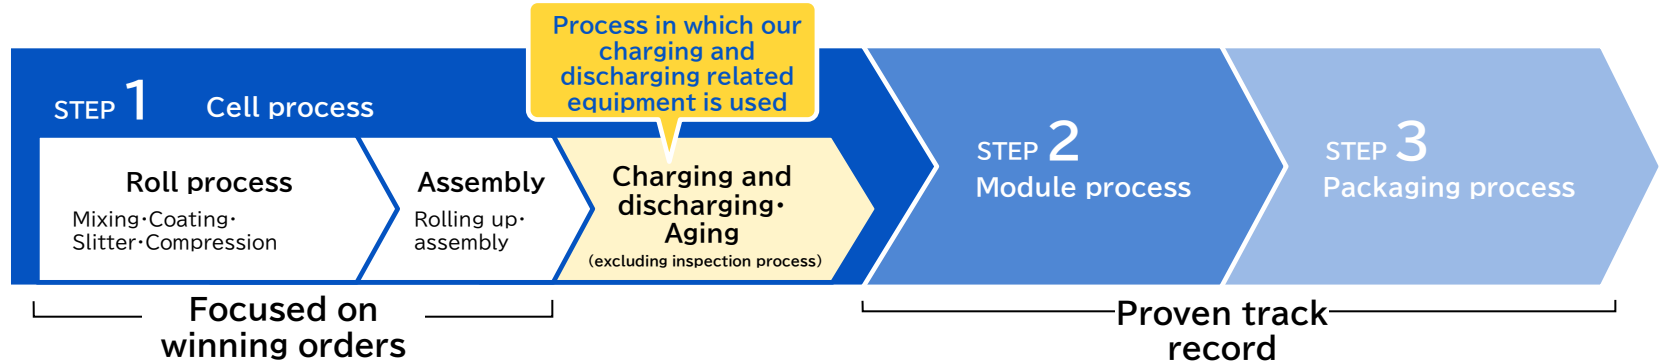 Process in which our
charging and
discharging related
equipment is used
STEP 1 Cell process
Roll process
Mixing・Coating・
Slitter・Compression
Assembly
Rolling up・
assembly
Charging and
discharging・
Aging
(excluding inspection process)
STEP 2
Module process
STEP 3
Packaging process
Focused on
winning orders
Proven track
record